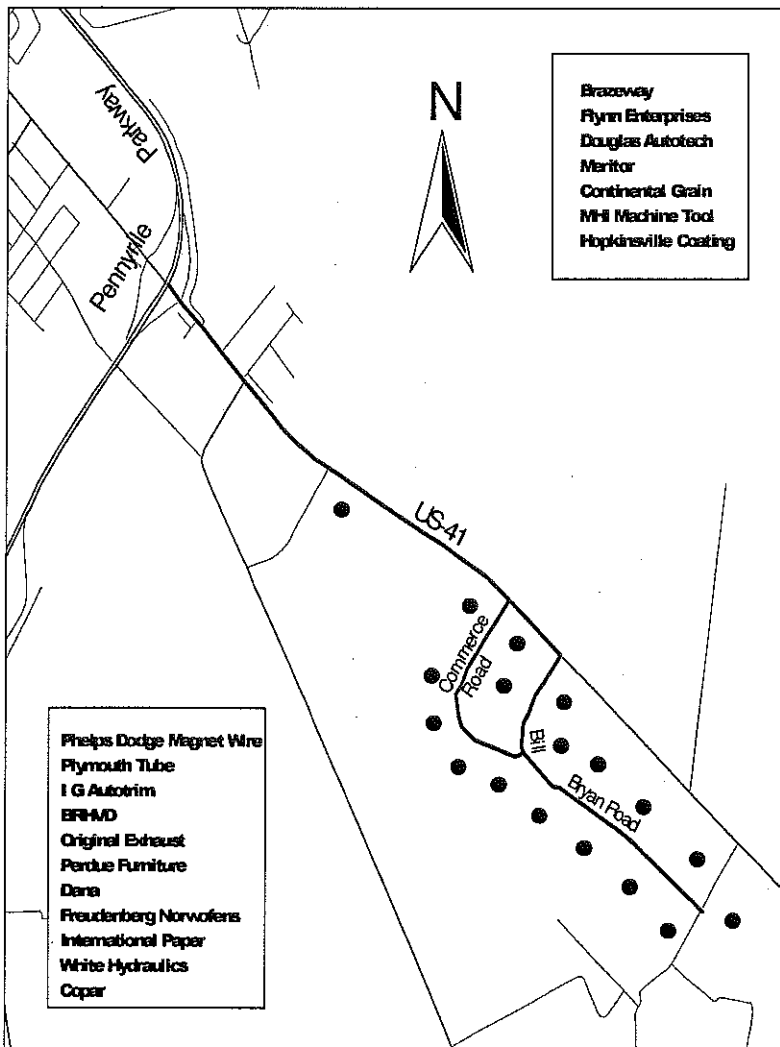 Parkway
Pennyrile
N
Brazeway
Flynn Enterprises
Douglas Autotech
Meritor
Continental Grain
MHI Machine Tool
Hopkinsville Coating
US-41
Commerce
Road
Bill
Bryan Road
Phelps Dodge Magnet Wire
Plymouth Tube
I G Autotrim
BRHVD
Original Exhaust
Perdue Furniture
Dana
Freudenberg Norwofens
International Paper
White Hydraulics
Copar